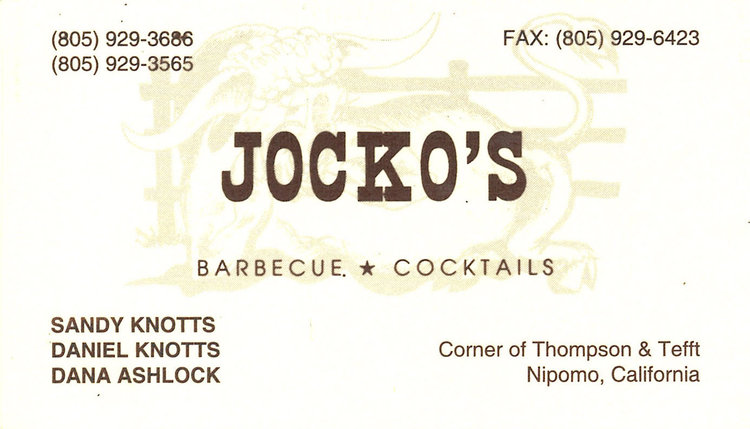 (805) 929-3686
(805) 929-3565
FAX: (805) 929-6423
JOCKO'S
BARBECUE. ★ COCKTAILS
SANDY KNOTTS
DANIEL KNOTTS
DANA ASHLOCK
Corner of Thompson & Tefft
Nipomo, California